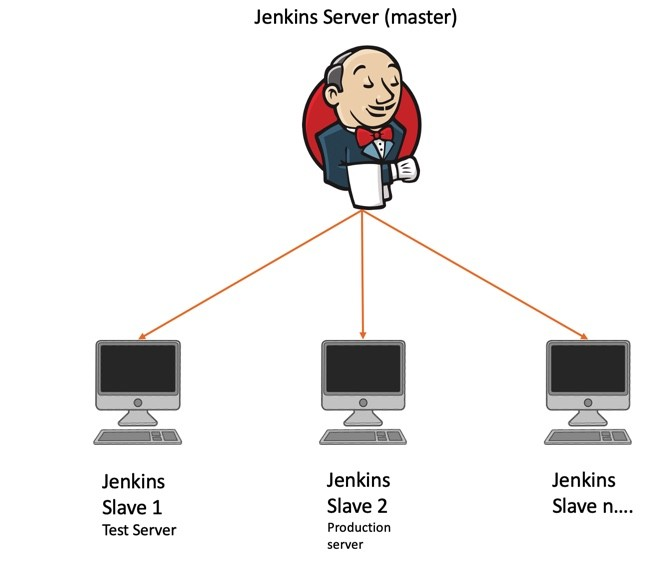 Jenkins Server (master)
Jenkins
Slave 1
Test Server
Jenkins
Slave 2
Production
server
Jenkins
Slave n....